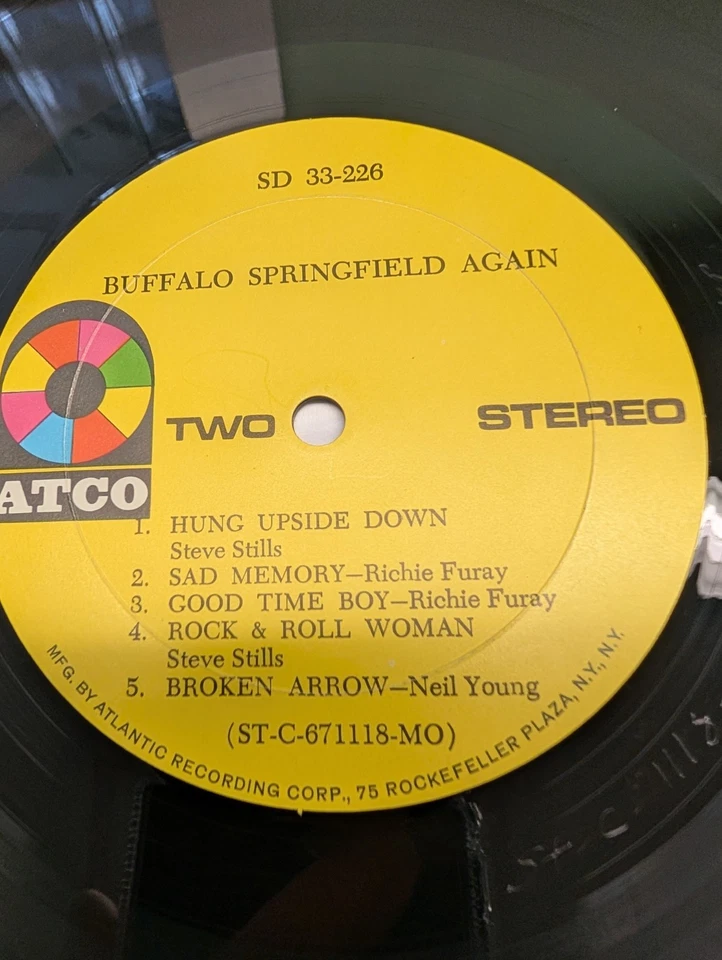 SD 33-226
BUFFALO SPRINGFIELD AGAIN
TWO
STEREO
ATCO
1. HUNG UPSIDE DOWN
Steve Stills
2. SAD MEMORY—Richie Furay
3. GOOD TIME BOY—Richie Furay
4. ROCK & ROLL WOMAN
Steve Stills
5. BROKEN ARROW—Neil Young
(ST-C-671118-MO)
MFG. BY ATLANTIC RECORDING CORP., 75 ROCKEFELLER PLAZA, N.Y., N.Y.